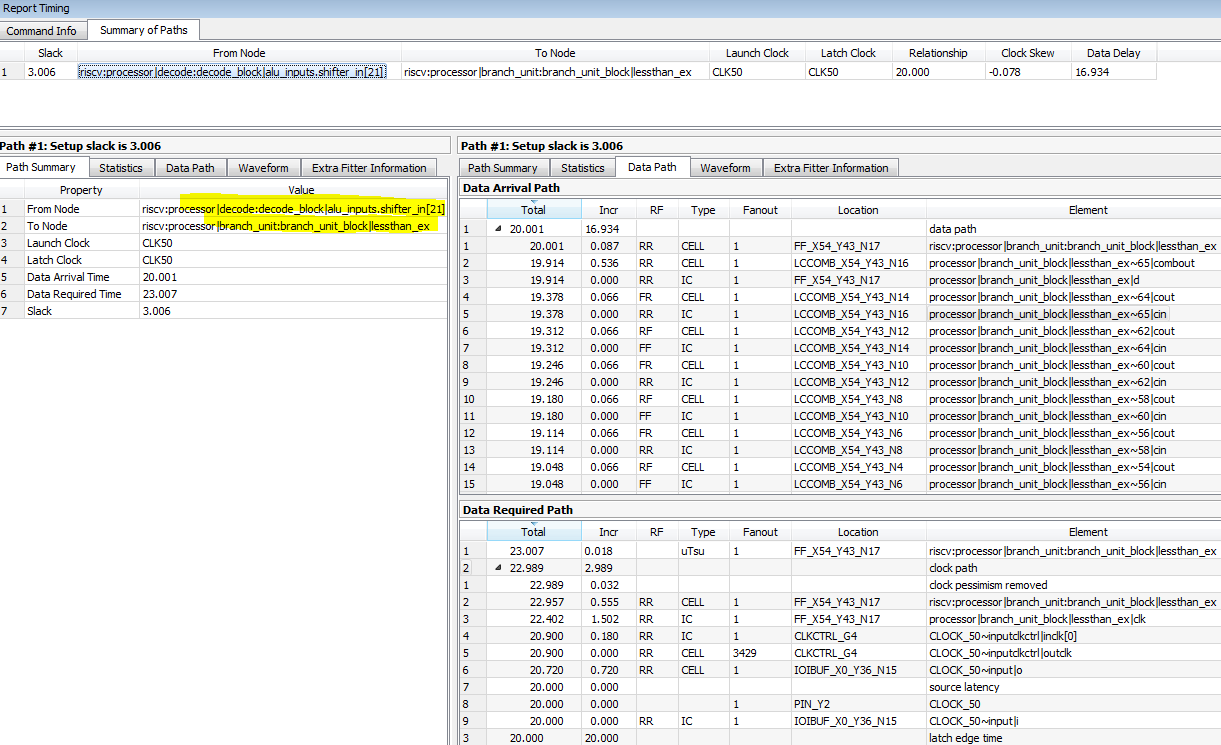 Report Timing
Command Info Summary of Paths
Slack From Node To Node Launch Clock Latch Clock Relationship Clock Skew Data Delay
1 3.006 riscv:processor|decode:decode_block|alu_inputs.shifter_in[21] riscv:processor|branch_unit:branch_unit_block|lessthan_ex CLK50 CLK50 20.000 -0.078 16.934
Path #1: Setup slack is 3.006
Path Summary Statistics Data Path Waveform Extra Fitter Information
Property Value
1 From Node riscv:processor|decode:decode_block|alu_inputs.shifter_in[21]
2 To Node riscv:processor|branch_unit:branch_unit_block|lessthan_ex
3 Launch Clock CLK50
4 Latch Clock CLK50
5 Data Arrival Time 20.001
6 Data Required Time 23.007
7 Slack 3.006
Path #1: Setup slack is 3.006
Path Summary Statistics Data Path Waveform Extra Fitter Information
Data Arrival Path
Total Incr RF Type Fanout Location Element
1 20.001 16.934 data path
1 20.001 0.087 RR CELL 1 FF_X54_Y43_N17 riscv:processor|branch_unit:branch_unit_block|lessthan_ex
2 19.914 0.536 RR CELL 1 LCCOMB_X54_Y43_N16 processor|branch_unit_block|lessthan_ex~65|combout
3 19.914 0.000 RR IC 1 FF_X54_Y43_N17 processor|branch_unit_block|lessthan_ex|d
4 19.378 0.066 FR CELL 1 LCCOMB_X54_Y43_N14 processor|branch_unit_block|lessthan_ex~64|cout
5 19.378 0.000 RR IC 1 LCCOMB_X54_Y43_N16 processor|branch_unit_block|lessthan_ex~65|cin
6 19.312 0.066 RF CELL 1 LCCOMB_X54_Y43_N12 processor|branch_unit_block|lessthan_ex~62|cout
7 19.312 0.000 FF IC 1 LCCOMB_X54_Y43_N14 processor|branch_unit_block|lessthan_ex~64|cin
8 19.246 0.066 FR CELL 1 LCCOMB_X54_Y43_N10 processor|branch_unit_block|lessthan_ex~60|cout
9 19.246 0.000 RR IC 1 LCCOMB_X54_Y43_N12 processor|branch_unit_block|lessthan_ex~62|cin
10 19.180 0.066 RF CELL 1 LCCOMB_X54_Y43_N8 processor|branch_unit_block|lessthan_ex~58|cout
11 19.180 0.000 FF IC 1 LCCOMB_X54_Y43_N10 processor|branch_unit_block|lessthan_ex~60|cin
12 19.114 0.066 FR CELL 1 LCCOMB_X54_Y43_N6 processor|branch_unit_block|lessthan_ex~56|cout
13 19.114 0.000 RR IC 1 LCCOMB_X54_Y43_N8 processor|branch_unit_block|lessthan_ex~58|cin
14 19.048 0.066 RF CELL 1 LCCOMB_X54_Y43_N4 processor|branch_unit_block|lessthan_ex~54|cout
15 19.048 0.000 FF IC 1 LCCOMB_X54_Y43_N6 processor|branch_unit_block|lessthan_ex~56|cin
Data Required Path
Total Incr RF Type Fanout Location Element
1 23.007 0.018 uTsu 1 FF_X54_Y43_N17 riscv:processor|branch_unit:branch_unit_block|lessthan_ex
2 22.989 2.989 clock path
1 22.989 0.032 clock pessimism removed
2 22.957 0.555 RR CELL 1 FF_X54_Y43_N17 riscv:processor|branch_unit:branch_unit_block|lessthan_ex
3 22.402 1.502 RR IC 1 FF_X54_Y43_N17 processor|branch_unit_block|lessthan_ex|clk
4 20.900 0.180 RR IC 1 CLKCTRL_G4 CLOCK_50~inputclkctrl|inclk[0]
5 20.900 0.000 RR CELL 3429 CLKCTRL_G4 CLOCK_50~inputclkctrl|outclk
6 20.720 0.720 RR CELL 1 IOIBUF_X0_Y36_N15 CLOCK_50~input|o
7 20.000 0.000 source latency
8 20.000 0.000 1 PIN_Y2 CLOCK_50
9 20.000 0.000 RR IC 1 IOIBUF_X0_Y36_N15 CLOCK_50~input|i
3 20.000 20.000 latch edge time